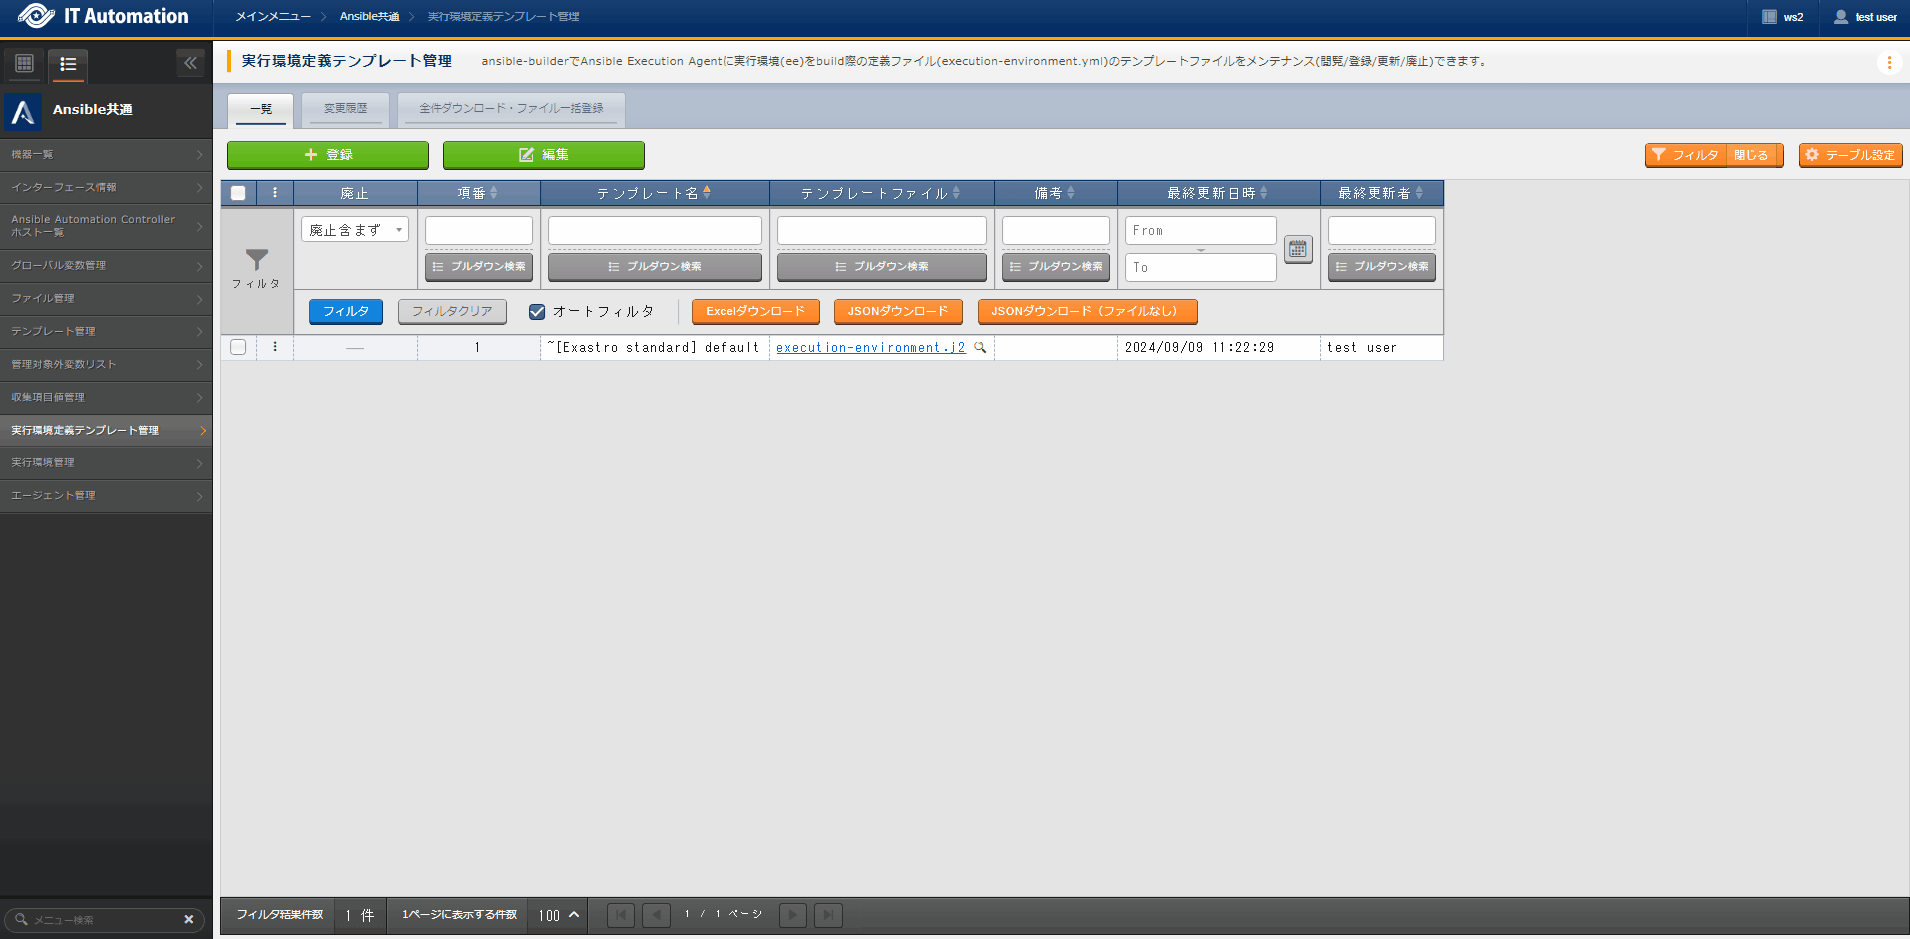 IT Automation
メインメニュー
Ansible共通
実行環境定義テンプレート管理
ws2
test user
Ansible共通
機器一覧
インターフェース情報
Ansible Automation Controller
ホスト一覧
グローバル変数管理
ファイル管理
テンプレート管理
管理対象外変数リスト
収集項目値管理
実行環境定義テンプレート管理
実行環境管理
エージェント管理
メニュー検索
実行環境定義テンプレート管理
ansible-builderでAnsible Execution Agentに実行環境(ee)をbuild際の定義ファイル(execution-environment.yml)のテンプレートファイルをメンテナンス(閲覧/登録/更新/廃止)できます。
一覧
変更履歴
全件ダウンロード・ファイル一括登録
登録
編集
フィルタ 閉じる
テーブル設定
廃止 項番 テンプレート名 テンプレートファイル 備考 最終更新日時 最終更新者
フィルタ
廃止含まず
From
To
プルダウン検索 プルダウン検索 プルダウン検索 プルダウン検索 プルダウン検索
フィルタ フィルタクリア オートフィルタ Excelダウンロード JSONダウンロード JSONダウンロード（ファイルなし）
— 1 ~[Exastro standard] default execution-environment.j2 2024/09/09 11:22:29 test user
フィルタ結果件数 1 件 1ページに表示する件数 100 1 / 1 ページ